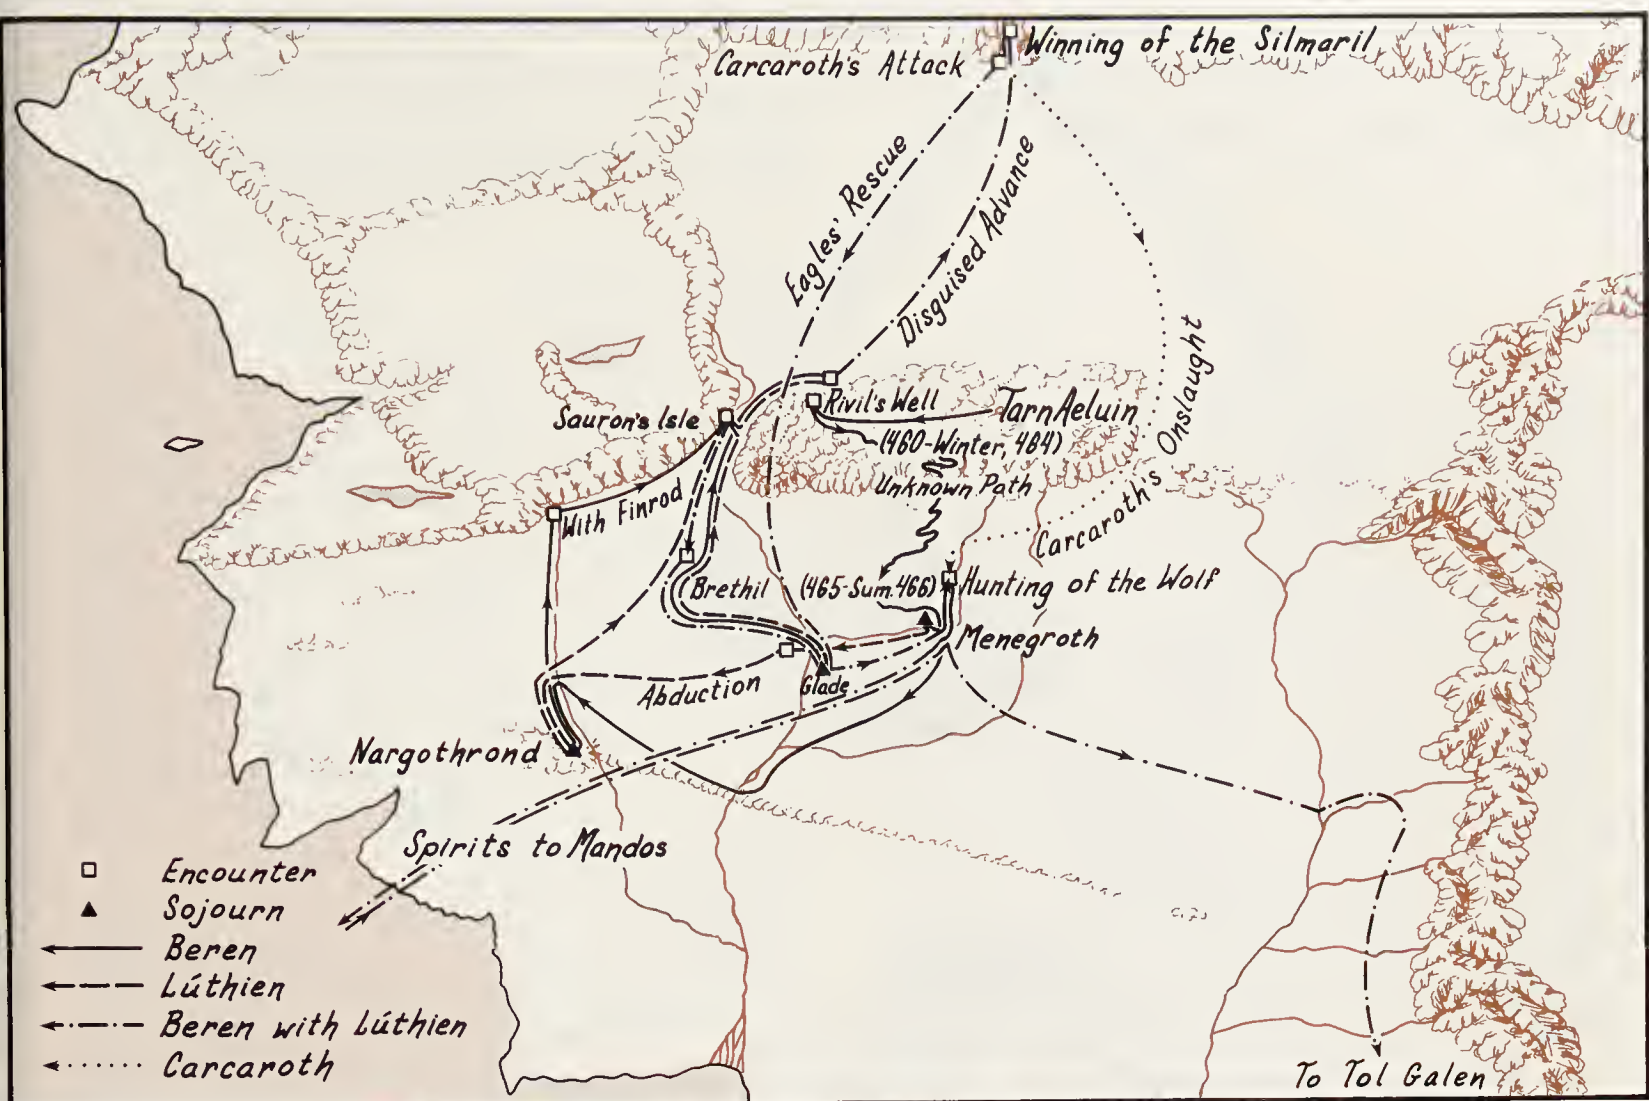 Winning of the Silmaril
Carcaroth's Attack
Eagles' Rescue
Disguised Advance
Carcaroth's Onslaught
Sauron's Isle
Rivil's Well
Tarn Aeluin
(460-Winter, 464)
Unknown Path
With Finrod
Brethil
(465-Sum. 466)
Hunting of the Wolf
Menegroth
Abduction
Glade
Nargothrond
Spirits to Mandos
Encounter
Sojourn
Beren
Lúthien
Beren with Lúthien
Carcaroth
To Tol Galen